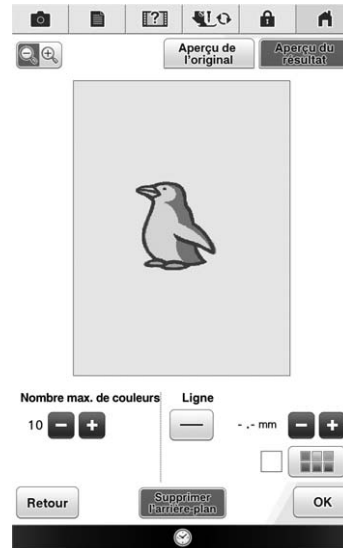 Aperçu de
l'original
Aperçu du
résultat
Nombre max. de couleurs
Ligne
10
- +
-.- mm
- +
Retour
Supprimer
l'arrière-plan
OK